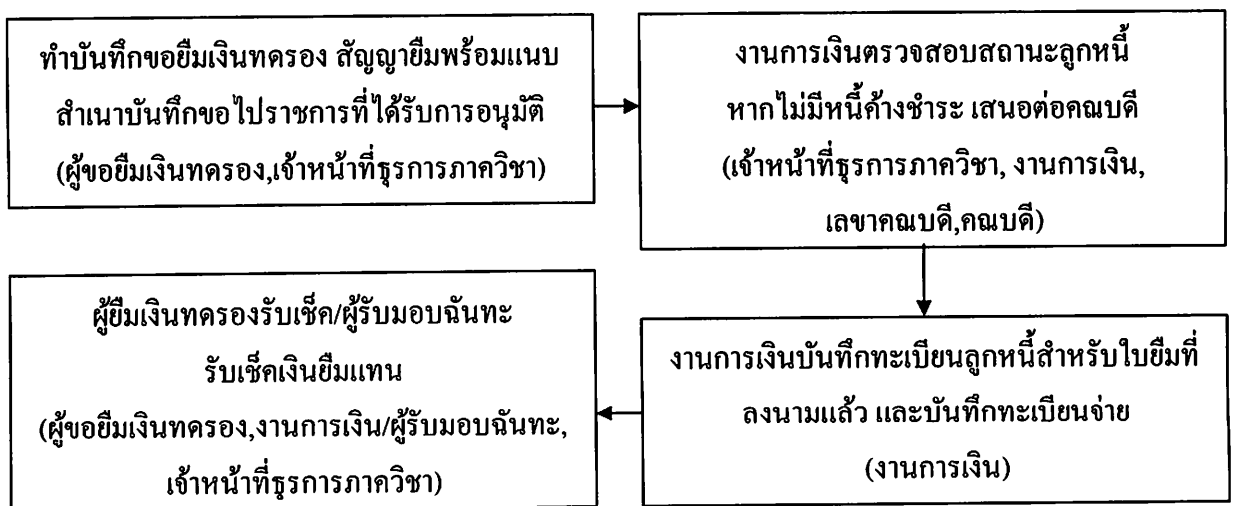 ทำบันทึกขอยืมเงินทดรอง สัญญายืมพร้อมแนบ
สำเนาบันทึกขอไปราชการที่ได้รับการอนุมัติ
(ผู้ขอยืมเงินทดรอง,เจ้าหน้าที่ธุรการภาควิชา)
งานการเงินตรวจสอบสถานะลูกหนี้
หากไม่มีหนี้ค้างชำระ เสนอต่อคณบดี
(เจ้าหน้าที่ธุรการภาควิชา, งานการเงิน,
เลขาคณบดี,คณบดี)
งานการเงินบันทึกทะเบียนลูกหนี้สำหรับใบยืมที่
ลงนามแล้ว และบันทึกทะเบียนจ่าย
(งานการเงิน)
ผู้ยืมเงินทดรองรับเช็ค/ผู้รับมอบฉันทะ
รับเช็คเงินยืมแทน
(ผู้ขอยืมเงินทดรอง,งานการเงิน/ผู้รับมอบฉันทะ,
เจ้าหน้าที่ธุรการภาควิชา)